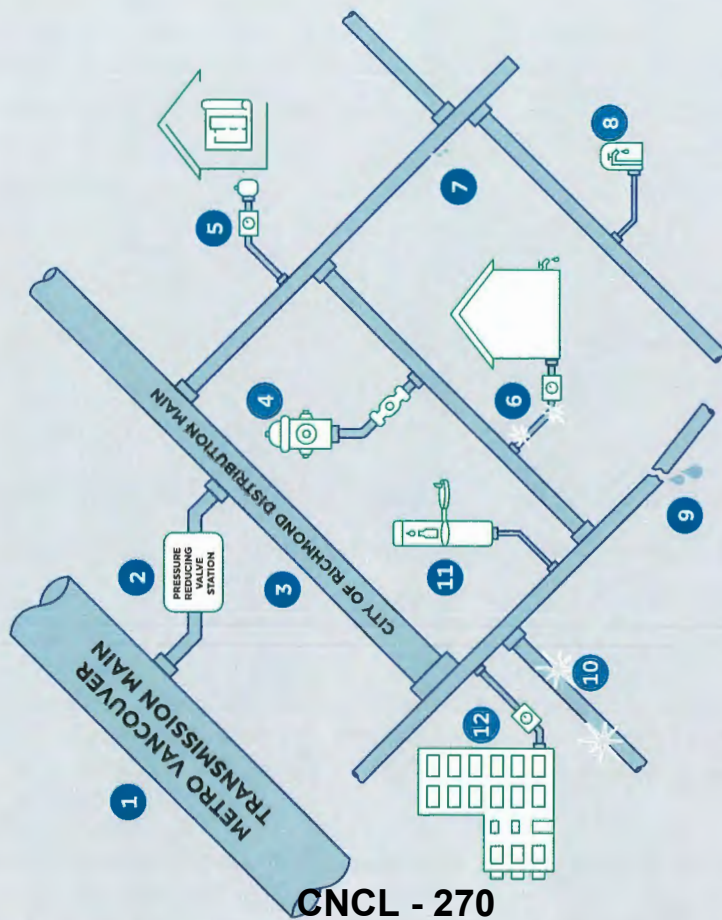 1
METRO VANCOUVER
TRANSMISSION MAIN
2
PRESSURE
REDUCING
VALVE
STATION
3
CITY OF RICHMOND DISTRIBUTION MAIN
4
5
6
7
8
9
10
11
12
CNCL - 270